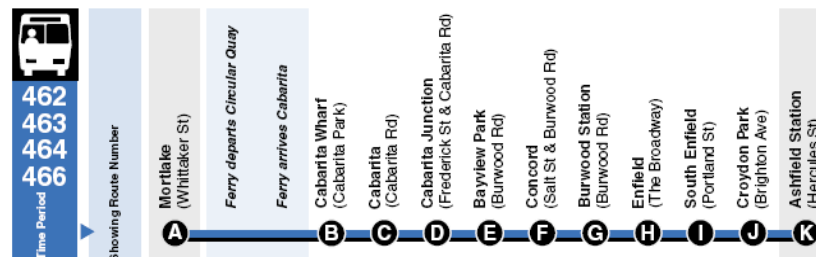 462
463
464
466
Time Period
Showing Route Number
Mortlake
(Whittaker St)
Ferry departs Circular Quay
Ferry arrives Cabarita
Cabarita Wharf
(Cabarita Park)
Cabarita
(Cabarita Rd)
Cabarita Junction
(Frederick St & Cabarita Rd)
Bayview Park
(Burwood Rd)
Concord
(Salt St & Burwood Rd)
Burwood Station
(Burwood Rd)
Enfield
(The Broadway)
South Enfield
(Portland St)
Croydon Park
(Brighton Ave)
Ashfield Station
(Hercules St)
A B C D E F G H I J K